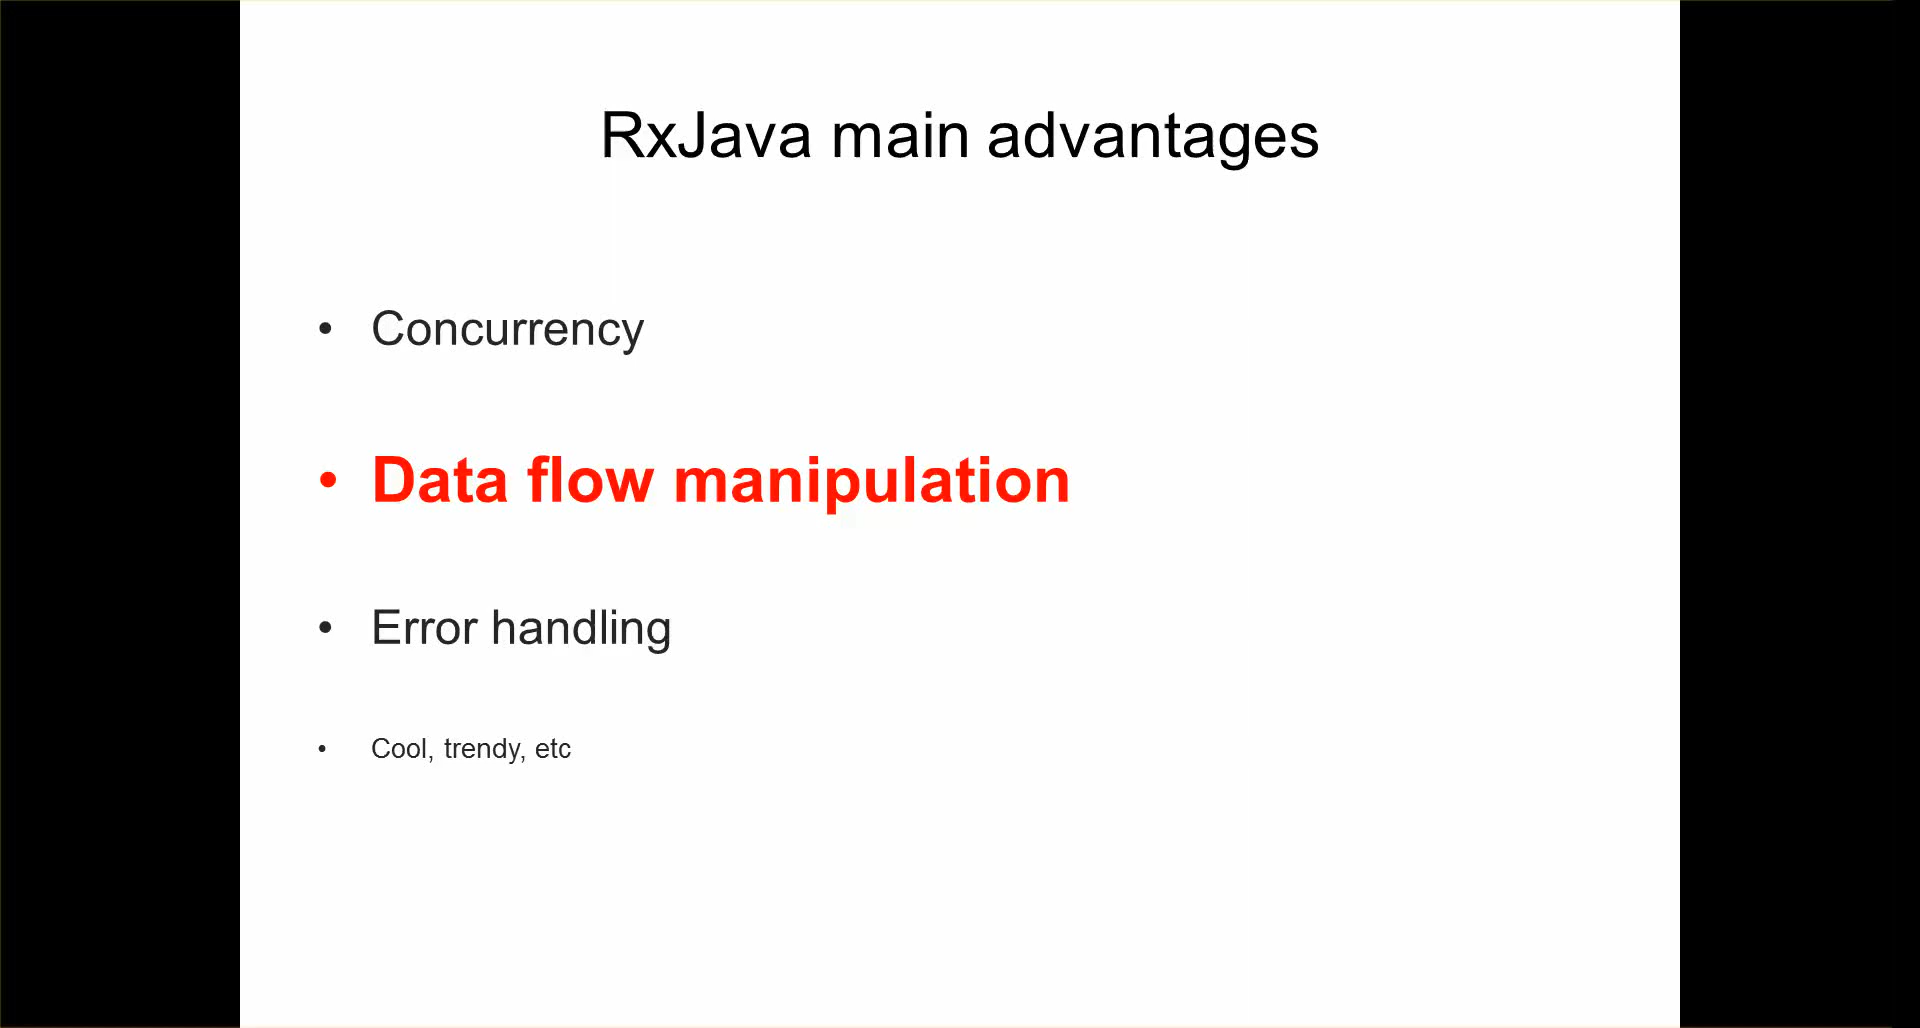 RxJava main advantages
• Concurrency
• Data flow manipulation
• Error handling
• Cool, trendy, etc